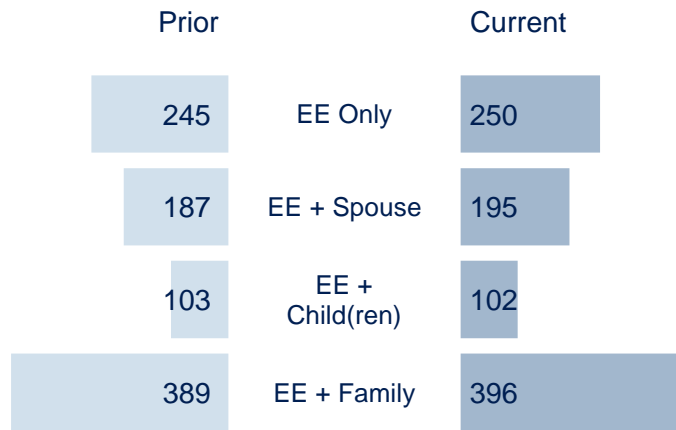 Prior Current
245 EE Only 250
187 EE + Spouse 195
103 EE +
Child(ren) 102
389 EE + Family 396